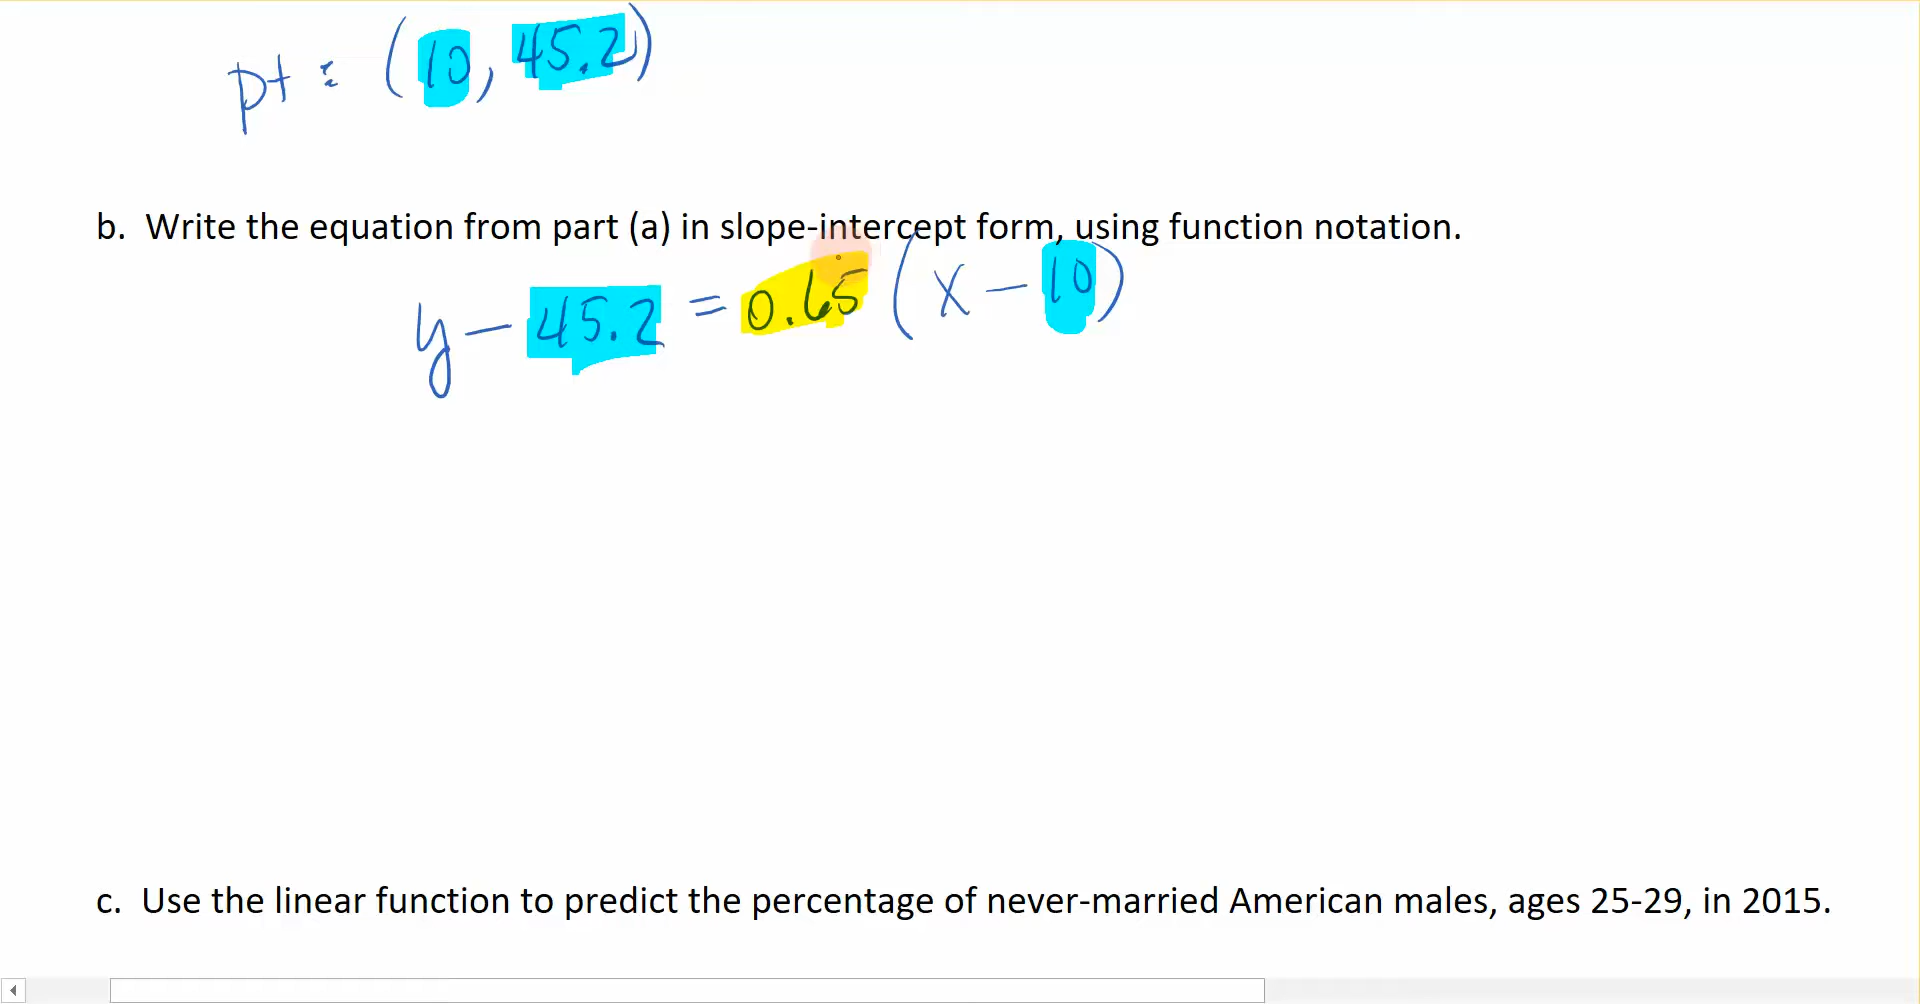 pt : (10, 45.2)
b. Write the equation from part (a) in slope-intercept form, using function notation.
y - 45.2 = 0.65 (x - 10)
c. Use the linear function to predict the percentage of never-married American males, ages 25-29, in 2015.